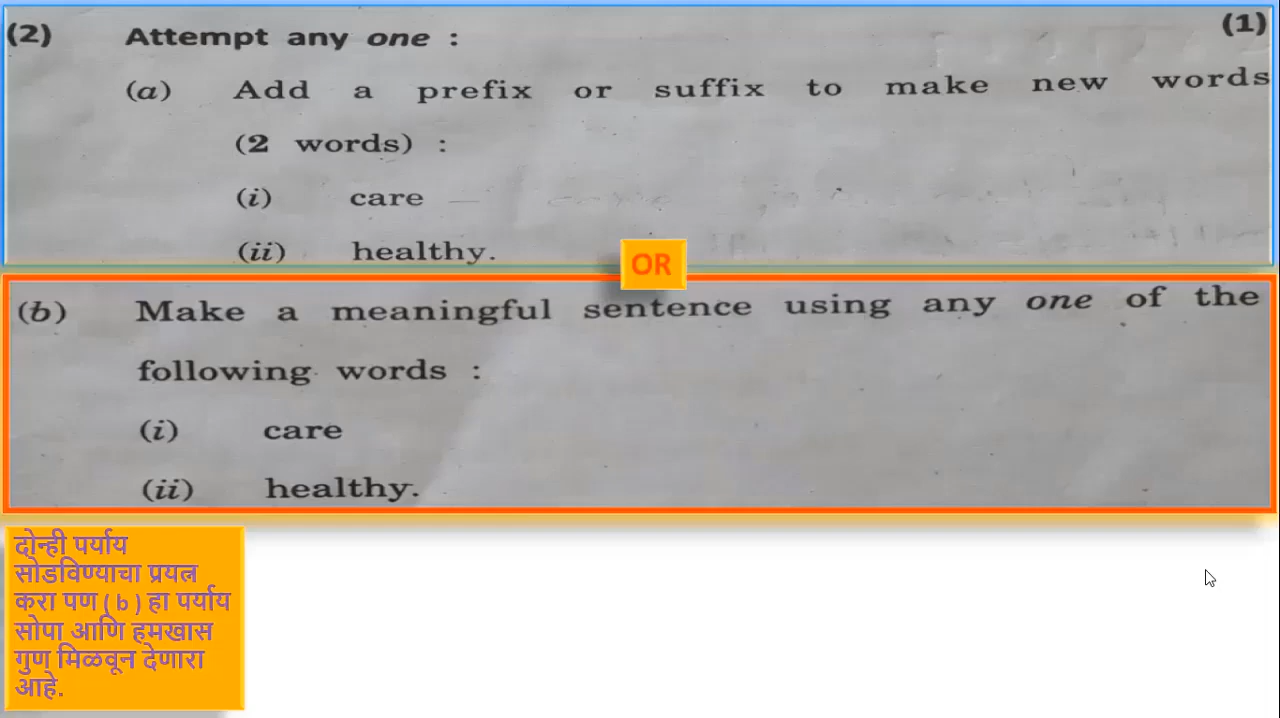 (2) Attempt any one : (1)
(a) Add a prefix or suffix to make new words
(2 words) :
(i) care
(ii) healthy.
OR
(b) Make a meaningful sentence using any one of the
following words :
(i) care
(ii) healthy.
दोन्ही पर्याय
सोडविण्याचा प्रयत्न
करा पण ( b ) हा पर्याय
सोपा आणि हमखास
गुण मिळवून देणारा
आहे.